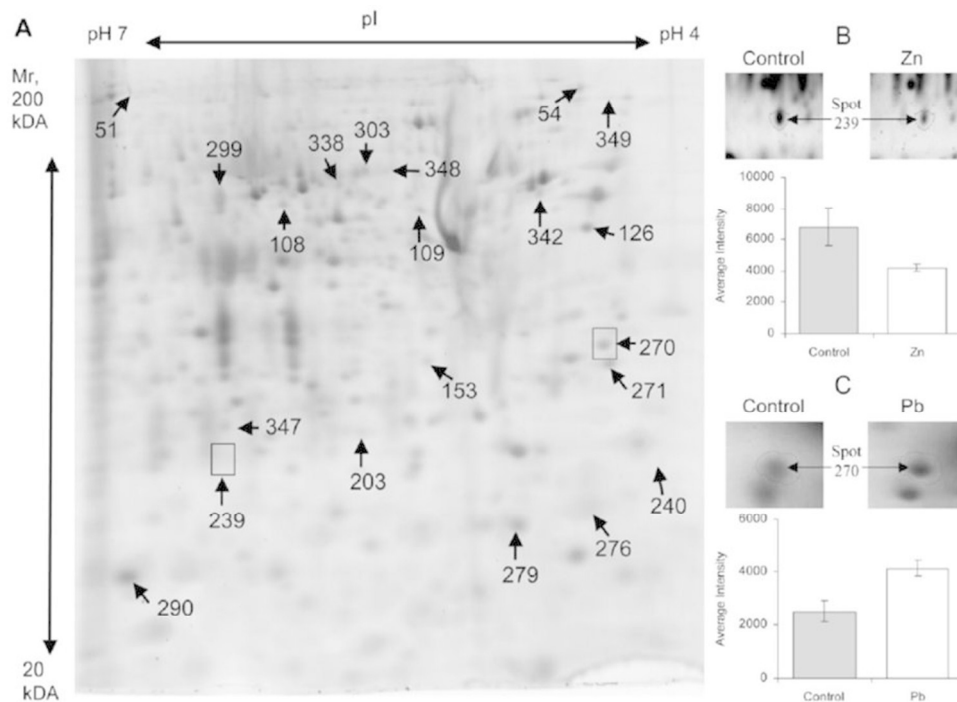 A
pI
pH 7
pH 4
Mr,
200
kDA
51
54
349
299
338
303
348
108
109
342
126
270
271
153
347
239
203
240
276
279
290
20
kDA
B
Control
Zn
Spot
239
Average Intensity
10000
8000
6000
4000
2000
0
Control
Zn
C
Control
Pb
Spot
270
Average Intensity
6000
4000
2000
0
Control
Pb